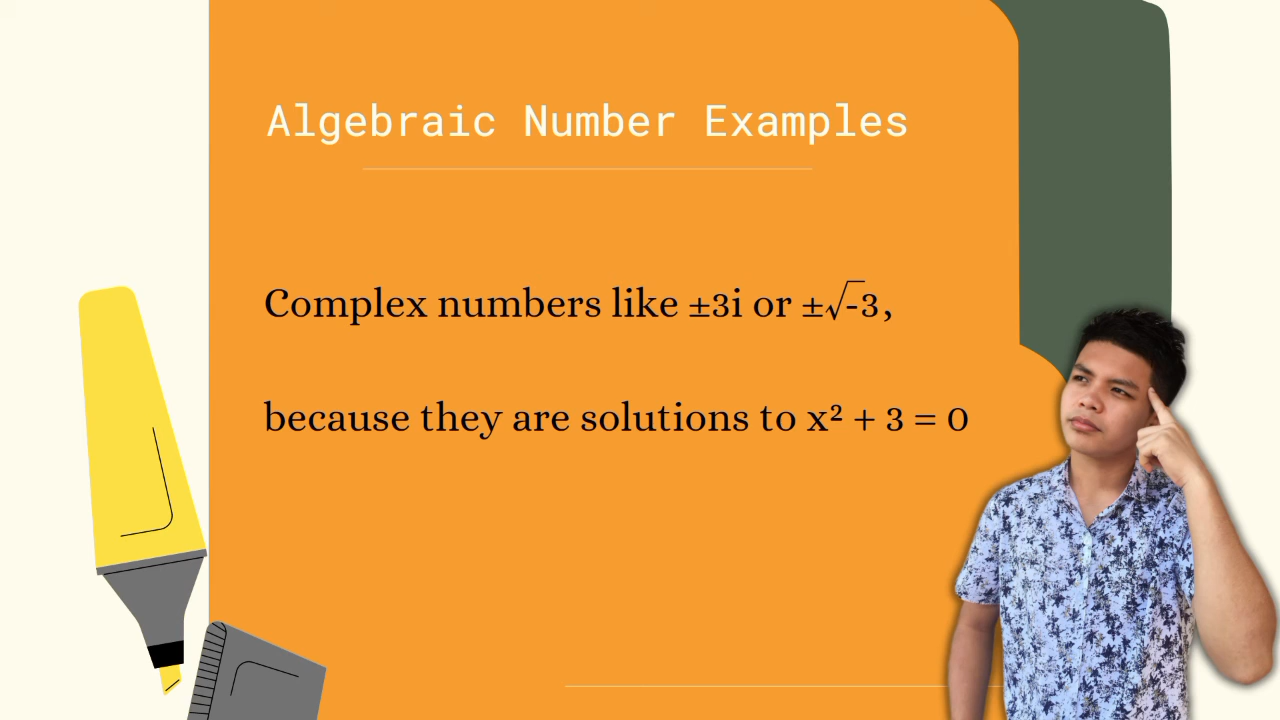 Algebraic Number Examples
Complex numbers like ±3i or ±√-3,
because they are solutions to x² + 3 = 0